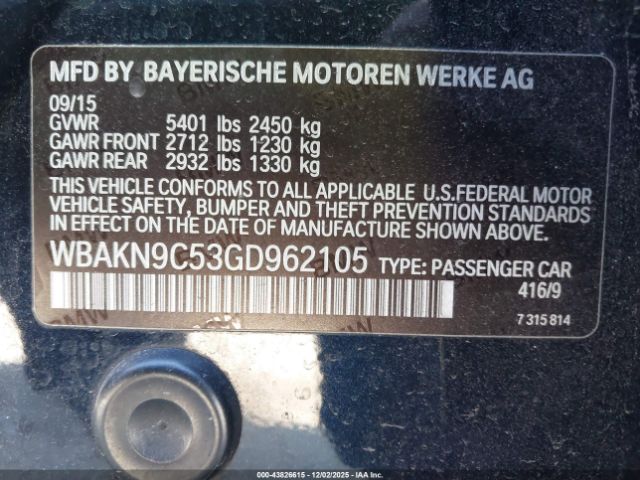 MFD BY BAYERISCHE MOTOREN WERKE AG
09/15
GVWR 5401 lbs 2450 kg
GAWR FRONT 2712 lbs 1230 kg
GAWR REAR 2932 lbs 1330 kg
THIS VEHICLE CONFORMS TO ALL APPLICABLE U.S.FEDERAL MOTOR
VEHICLE SAFETY, BUMPER AND THEFT PREVENTION STANDARDS
IN EFFECT ON THE DATE OF MANUFACTURE SHOWN ABOVE.
WBAKN9C53GD962105 TYPE: PASSENGER CAR
416/9
7 315 814
000-43826615 - 12/02/2025 - IAAI.com